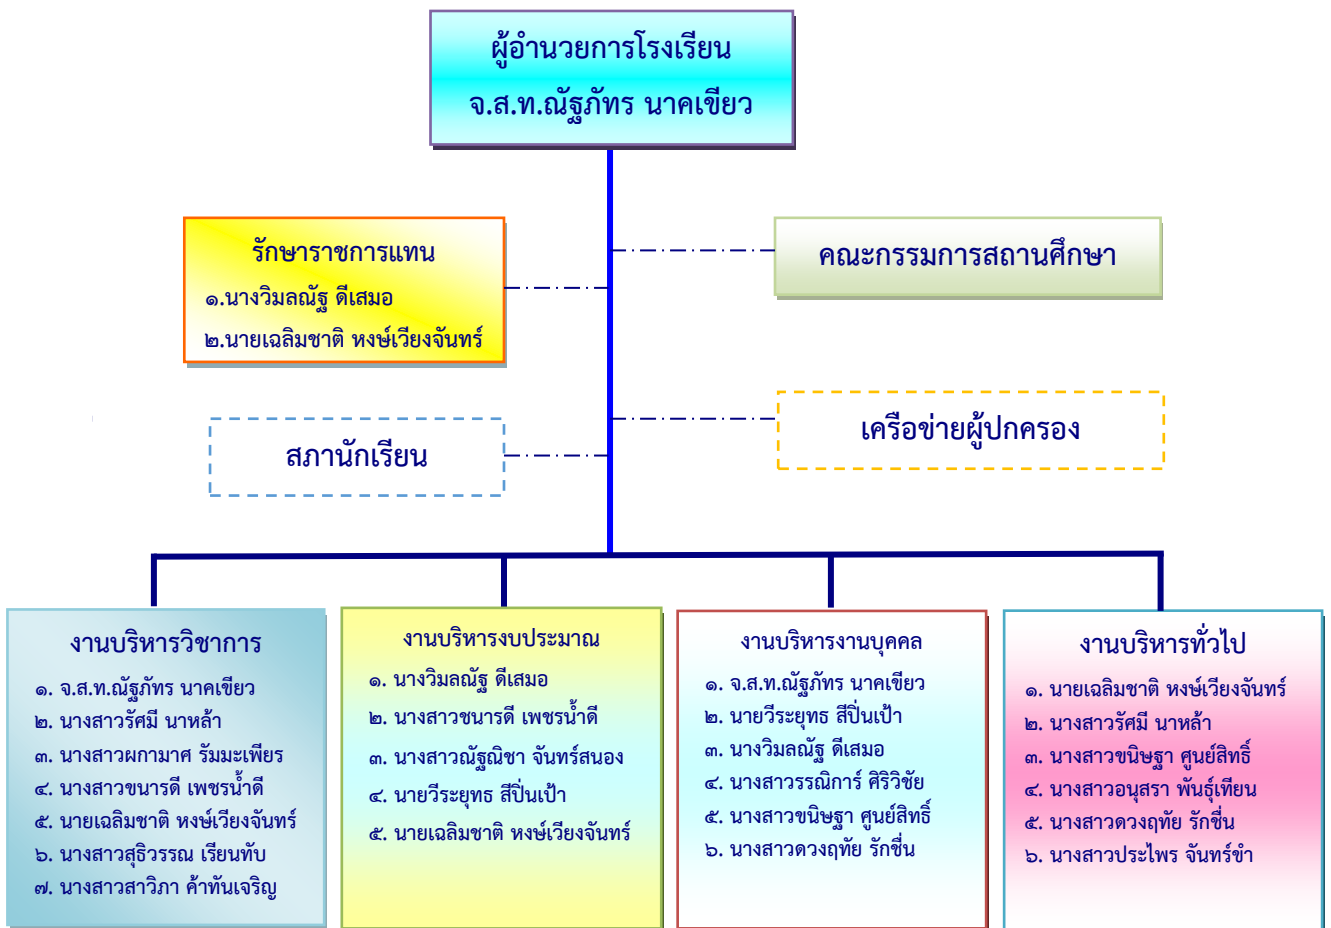 ผู้อำนวยการโรงเรียน
จ.ส.ท.ณัฐภัทร นาคเขียว
รักษาราชการแทน
๑.นางวิมลณัฐ ดีเสมอ
๒.นายเฉลิมชาติ หงษ์เวียงจันทร์
คณะกรรมการสถานศึกษา
สภานักเรียน
เครือข่ายผู้ปกครอง
งานบริหารวิชาการ
๑. จ.ส.ท.ณัฐภัทร นาคเขียว
๒. นางสาวรัศมี นาหล้า
๓. นางสาวผกามาศ รัมมะเพียร
๔. นางสาวขนารดี เพชรน้ำดี
๕. นายเฉลิมชาติ หงษ์เวียงจันทร์
๖. นางสาวสุธิวรรณ เรียนทับ
๗. นางสาวสาวิภา ค้าทันเจริญ
งานบริหารงบประมาณ
๑. นางวิมลณัฐ ดีเสมอ
๒. นางสาวชนารดี เพชรน้ำดี
๓. นางสาวณัฐณิชา จันทร์สนอง
๔. นายวีระยุทธ สีปิ่นเป้า
๕. นายเฉลิมชาติ หงษ์เวียงจันทร์
งานบริหารงานบุคคล
๑. จ.ส.ท.ณัฐภัทร นาคเขียว
๒. นายวีระยุทธ สีปิ่นเป้า
๓. นางวิมลณัฐ ดีเสมอ
๔. นางสาวรรณิการ์ ศิริวิชัย
๕. นางสาวขนิษฐา ศูนย์สิทธิ์
๖. นางสาวดวงฤทัย รักชื่น
งานบริหารทั่วไป
๑. นายเฉลิมชาติ หงษ์เวียงจันทร์
๒. นางสาวรัศมี นาหล้า
๓. นางสาวขนิษฐา ศูนย์สิทธิ์
๔. นางสาวอนุสรา พันธุ์เทียน
๕. นางสาวดวงฤทัย รักชื่น
๖. นางสาวประไพร จันทร์ขำ